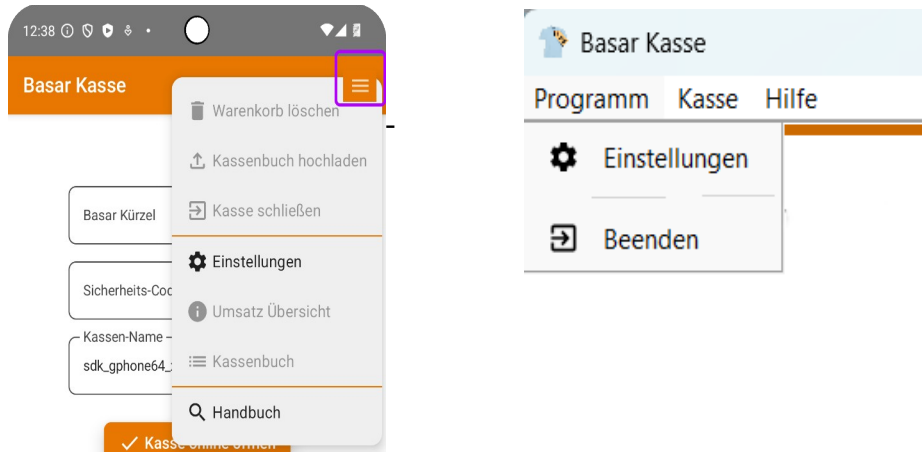 12:38
Basar Kasse
Warenkorb löschen
Kassenbuch hochladen
Kasse schließen
Basar Kürzel
Einstellungen
Sicherheits-Cod
Umsatz Übersicht
Kassen-Name
sdk_gphone64_
Kassenbuch
Handbuch
Kasse online öffnen
Basar Kasse
Programm Kasse Hilfe
Einstellungen
Beenden